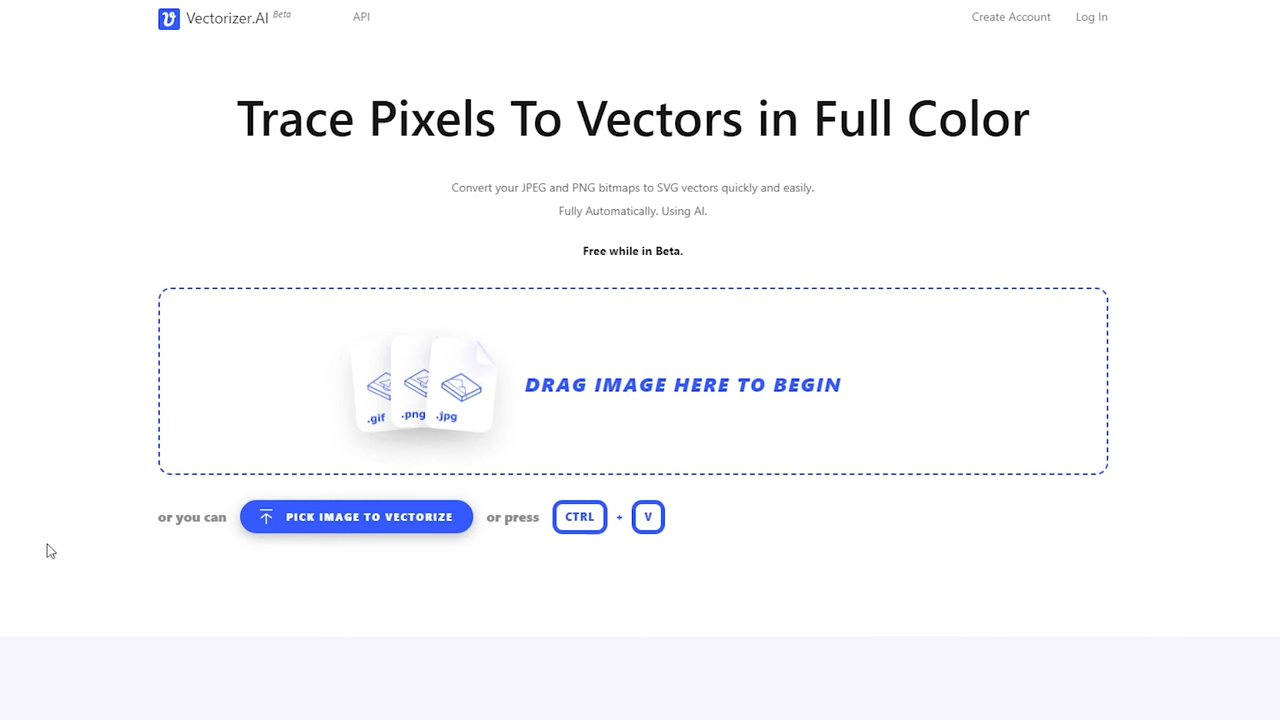 Vectorizer.AI Beta
API
Create Account
Log In
Trace Pixels To Vectors in Full Color
Convert your JPEG and PNG bitmaps to SVG vectors quickly and easily.
Fully Automatically. Using AI.
Free while in Beta.
.gif
.png
.jpg
DRAG IMAGE HERE TO BEGIN
or you can
PICK IMAGE TO VECTORIZE
or press
CTRL + V